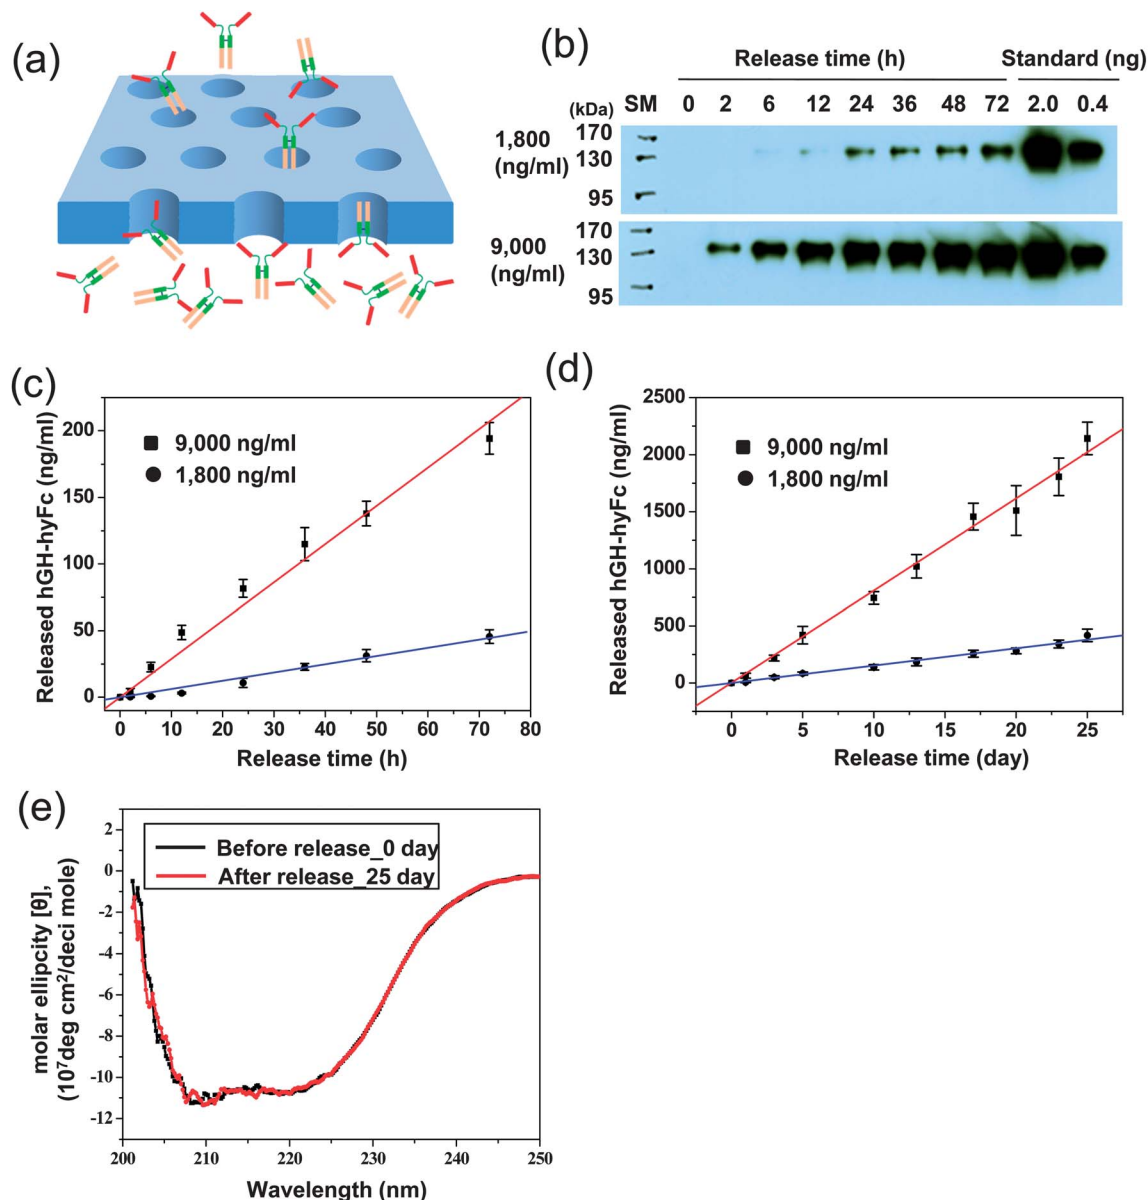 (a)
(b)
Release time (h) Standard (ng)
(kDa) SM 0 2 6 12 24 36 48 72 2.0 0.4
1,800
(ng/ml)
170
130
95
9,000
(ng/ml)
170
130
95
(c)
Released hGH-hyFc (ng/ml)
200
150
100
50
0
9,000 ng/ml
1,800 ng/ml
0 10 20 30 40 50 60 70 80
Release time (h)
(d)
Released hGH-hyFc (ng/ml)
2500
2000
1500
1000
500
0
9,000 ng/ml
1,800 ng/ml
0 5 10 15 20 25
Release time (day)
(e)
molar ellipcity [θ],
(10⁷deg cm²/deci mole)
2
0
-2
-4
-6
-8
-10
-12
Before release_0 day
After release_25 day
200 210 220 230 240 250
Wavelength (nm)